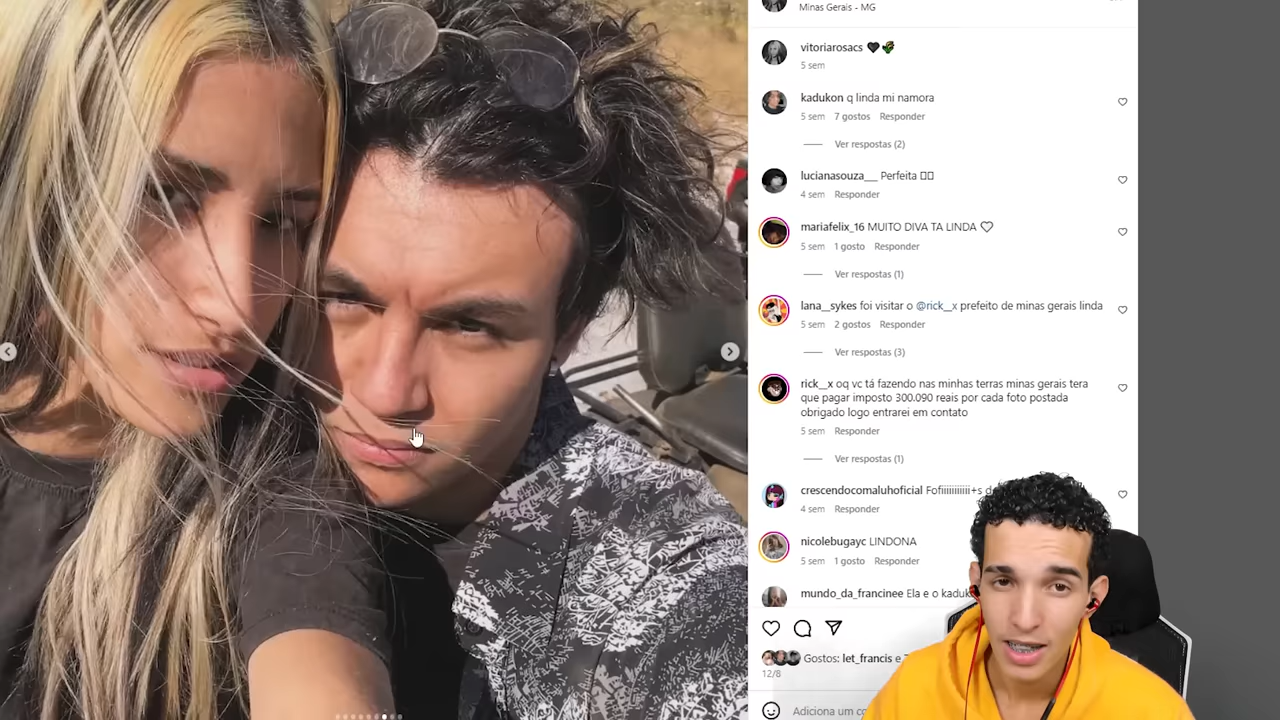 Minas Gerais - MG
vitoriarosacs 🖤🌶
5 sem
kadukon q linda mi namora
5 sem 7 gostos Responder
Ver respostas (2)
lucianasouza___ Perfeita ▯▯
4 sem Responder
mariafelix_16 MUITO DIVA TA LINDA ♡
5 sem 1 gosto Responder
Ver respostas (1)
lana__sykes foi visitar o @rick__x prefeito de minas gerais linda
5 sem 2 gostos Responder
Ver respostas (3)
rick__x oq vc tá fazendo nas minhas terras minas gerais tera
que pagar imposto 300.090 reais por cada foto postada
obrigado logo entrarei em contato
5 sem Responder
Ver respostas (1)
crescendocomaluhoficial Fofiiiiiiiiiiii+s d
4 sem Responder
nicolebugayc LINDONA
5 sem 1 gosto Responder
mundo_da_francinee Ela e o kaduk
Gostos: let_francis e
12/8
Adiciona um co